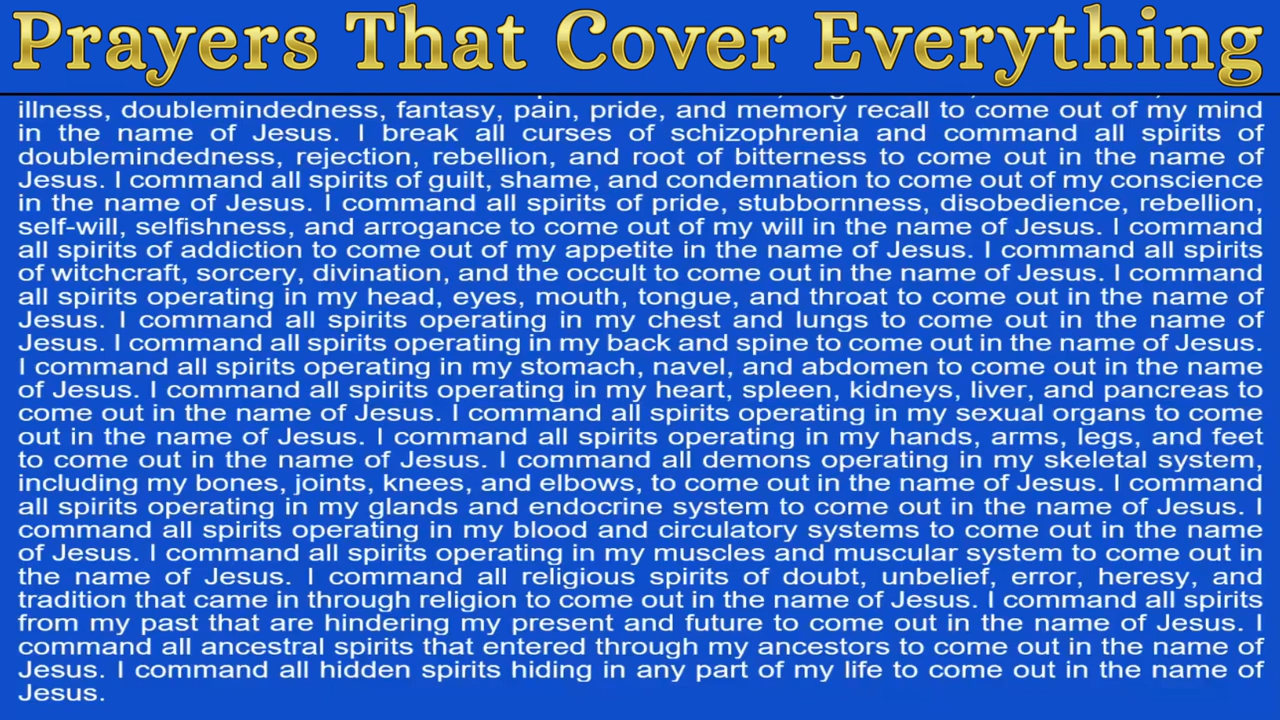 Prayers That Cover Everything
illness, doublemindedness, fantasy, pain, pride, and memory recall to come out of my mind
in the name of Jesus. I break all curses of schizophrenia and command all spirits of
doublemindedness, rejection, rebellion, and root of bitterness to come out in the name of
Jesus. I command all spirits of guilt, shame, and condemnation to come out of my conscience
in the name of Jesus. I command all spirits of pride, stubbornness, disobedience, rebellion,
self-will, selfishness, and arrogance to come out of my will in the name of Jesus. I command
all spirits of addiction to come out of my appetite in the name of Jesus. I command all spirits
of witchcraft, sorcery, divination, and the occult to come out in the name of Jesus. I command
all spirits operating in my head, eyes, mouth, tongue, and throat to come out in the name of
Jesus. I command all spirits operating in my chest and lungs to come out in the name of
Jesus. I command all spirits operating in my back and spine to come out in the name of Jesus.
I command all spirits operating in my stomach, navel, and abdomen to come out in the name
of Jesus. I command all spirits operating in my heart, spleen, kidneys, liver, and pancreas to
come out in the name of Jesus. I command all spirits operating in my sexual organs to come
out in the name of Jesus. I command all spirits operating in my hands, arms, legs, and feet
to come out in the name of Jesus. I command all demons operating in my skeletal system,
including my bones, joints, knees, and elbows, to come out in the name of Jesus. I command
all spirits operating in my glands and endocrine system to come out in the name of Jesus. I
command all spirits operating in my blood and circulatory systems to come out in the name
of Jesus. I command all spirits operating in my muscles and muscular system to come out in
the name of Jesus. I command all religious spirits of doubt, unbelief, error, heresy, and
tradition that came in through religion to come out in the name of Jesus. I command all spirits
from my past that are hindering my present and future to come out in the name of Jesus. I
command all ancestral spirits that entered through my ancestors to come out in the name of
Jesus. I command all hidden spirits hiding in any part of my life to come out in the name of
Jesus.